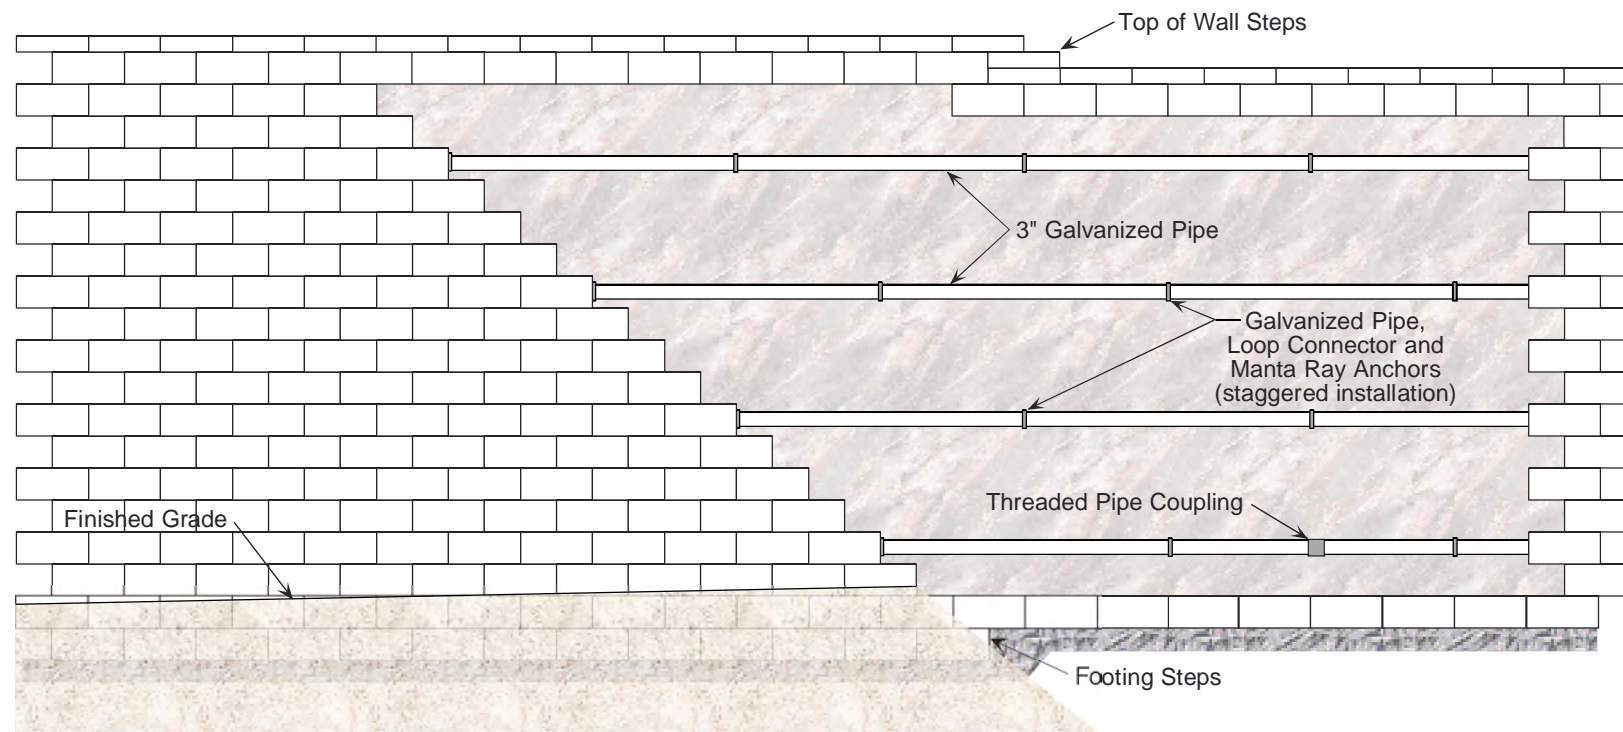 Top of Wall Steps
3" Galvanized Pipe
Galvanized Pipe,
Loop Connector and
Manta Ray Anchors
(staggered installation)
Threaded Pipe Coupling
Finished Grade
Footing Steps